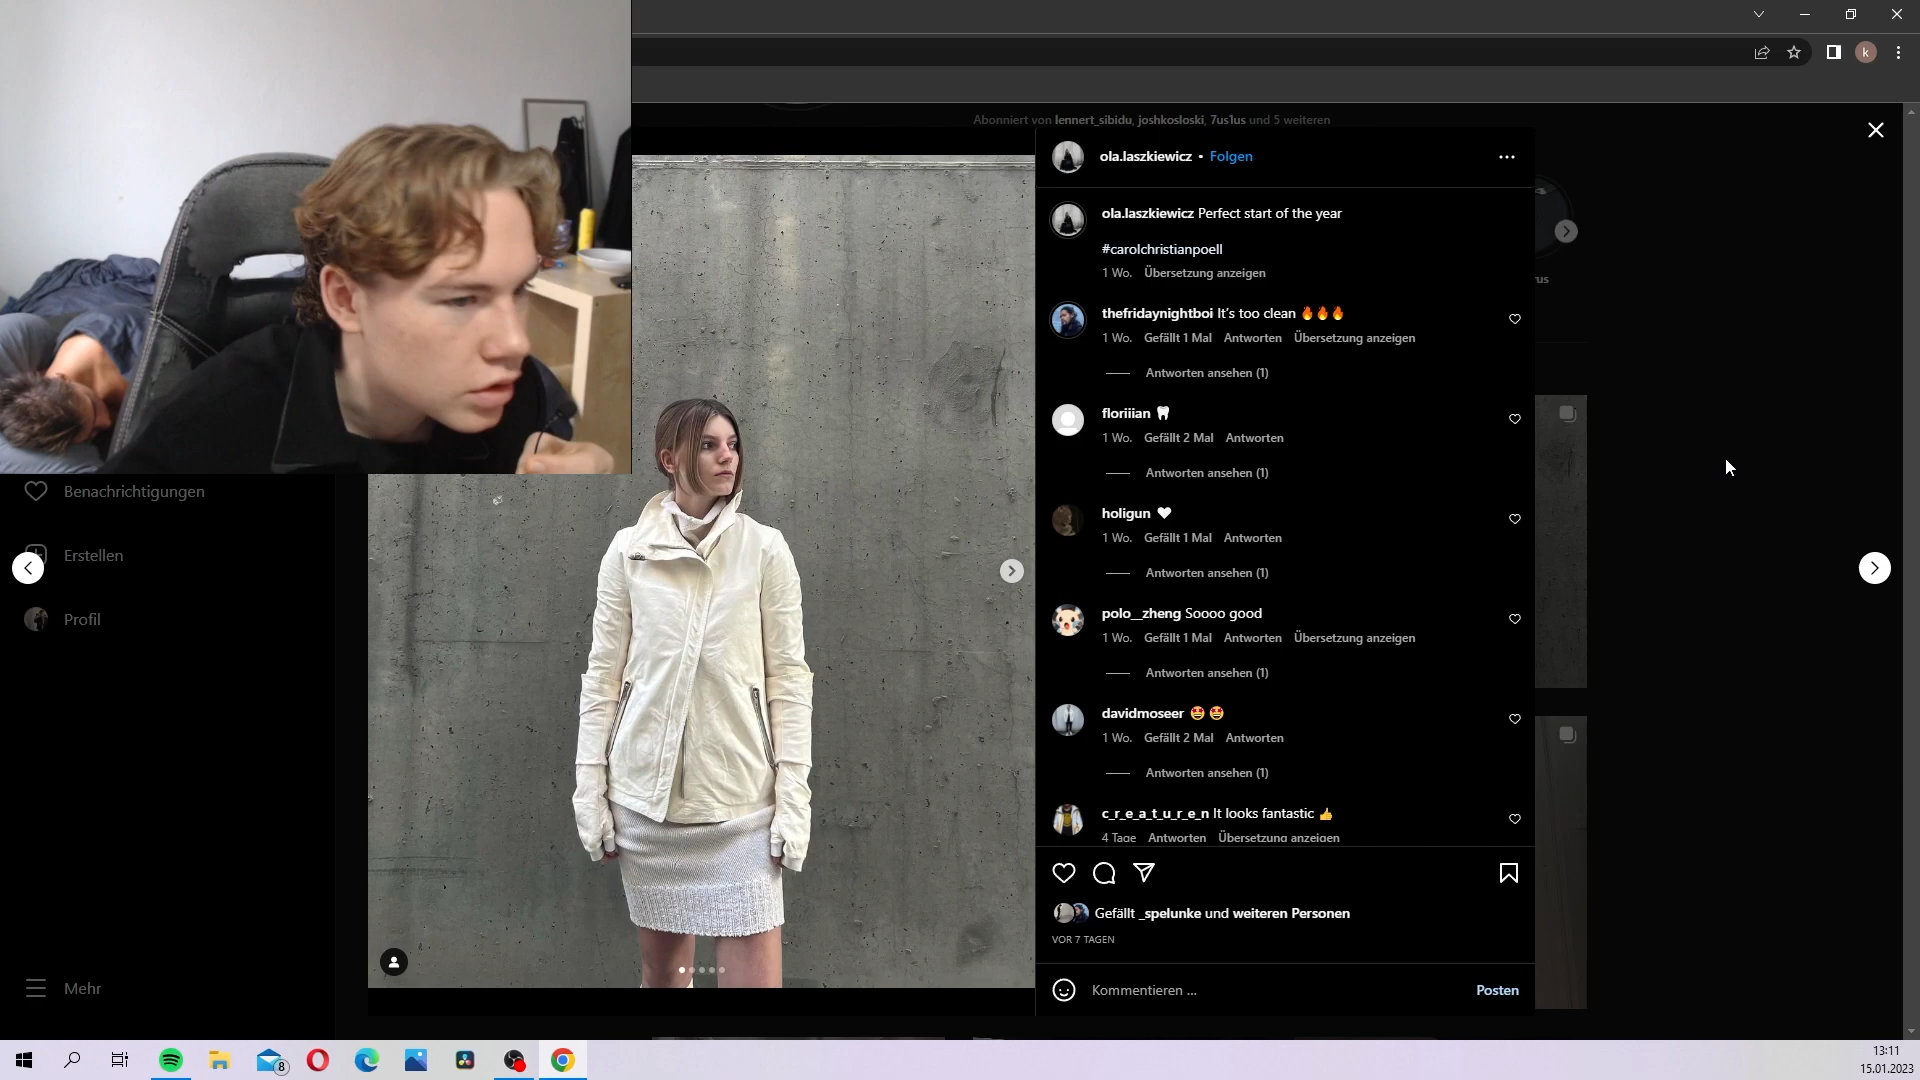 k
Abonniert von lennert_sibidu, joshkosloski, 7us1us und 5 weiteren
ola.laszkiewicz • Folgen
ola.laszkiewicz Perfect start of the year
#carolchristianpoell
1 Wo. Übersetzung anzeigen
rus
thefridaynightboi It's too clean 🔥🔥🔥
1 Wo. Gefällt 1 Mal Antworten Übersetzung anzeigen
Antworten ansehen (1)
floriiian 🦷
1 Wo. Gefällt 2 Mal Antworten
Antworten ansehen (1)
holigun 🤍
1 Wo. Gefällt 1 Mal Antworten
Antworten ansehen (1)
polo__zheng Soooo good
1 Wo. Gefällt 1 Mal Antworten Übersetzung anzeigen
Antworten ansehen (1)
davidmoseer 🤩 🤩
1 Wo. Gefällt 2 Mal Antworten
Antworten ansehen (1)
c_r_e_a_t_u_r_e_n It looks fantastic 👍
4 Tage Antworten Übersetzung anzeigen
Gefällt _spelunke und weiteren Personen
VOR 7 TAGEN
Kommentieren ...
Posten
Benachrichtigungen
Erstellen
Profil
Mehr
8
13:11
15.01.2023